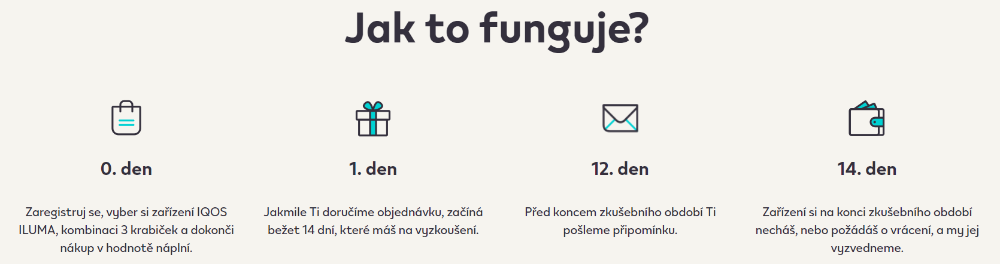 Jak to funguje?
0. den
Zaregistruj se, vyber si zařízení IQOS
ILUMA, kombinaci 3 krabiček a dokonči
nákup v hodnotě náplní.
1. den
Jakmile Ti doručíme objednávku, začíná
bežet 14 dní, které máš na vyzkoušení.
12. den
Před koncem zkušebního období Ti
pošleme připomínku.
14. den
Zařízení si na konci zkušebního období
necháš, nebo požádáš o vrácení, a my jej
vyzvedneme.